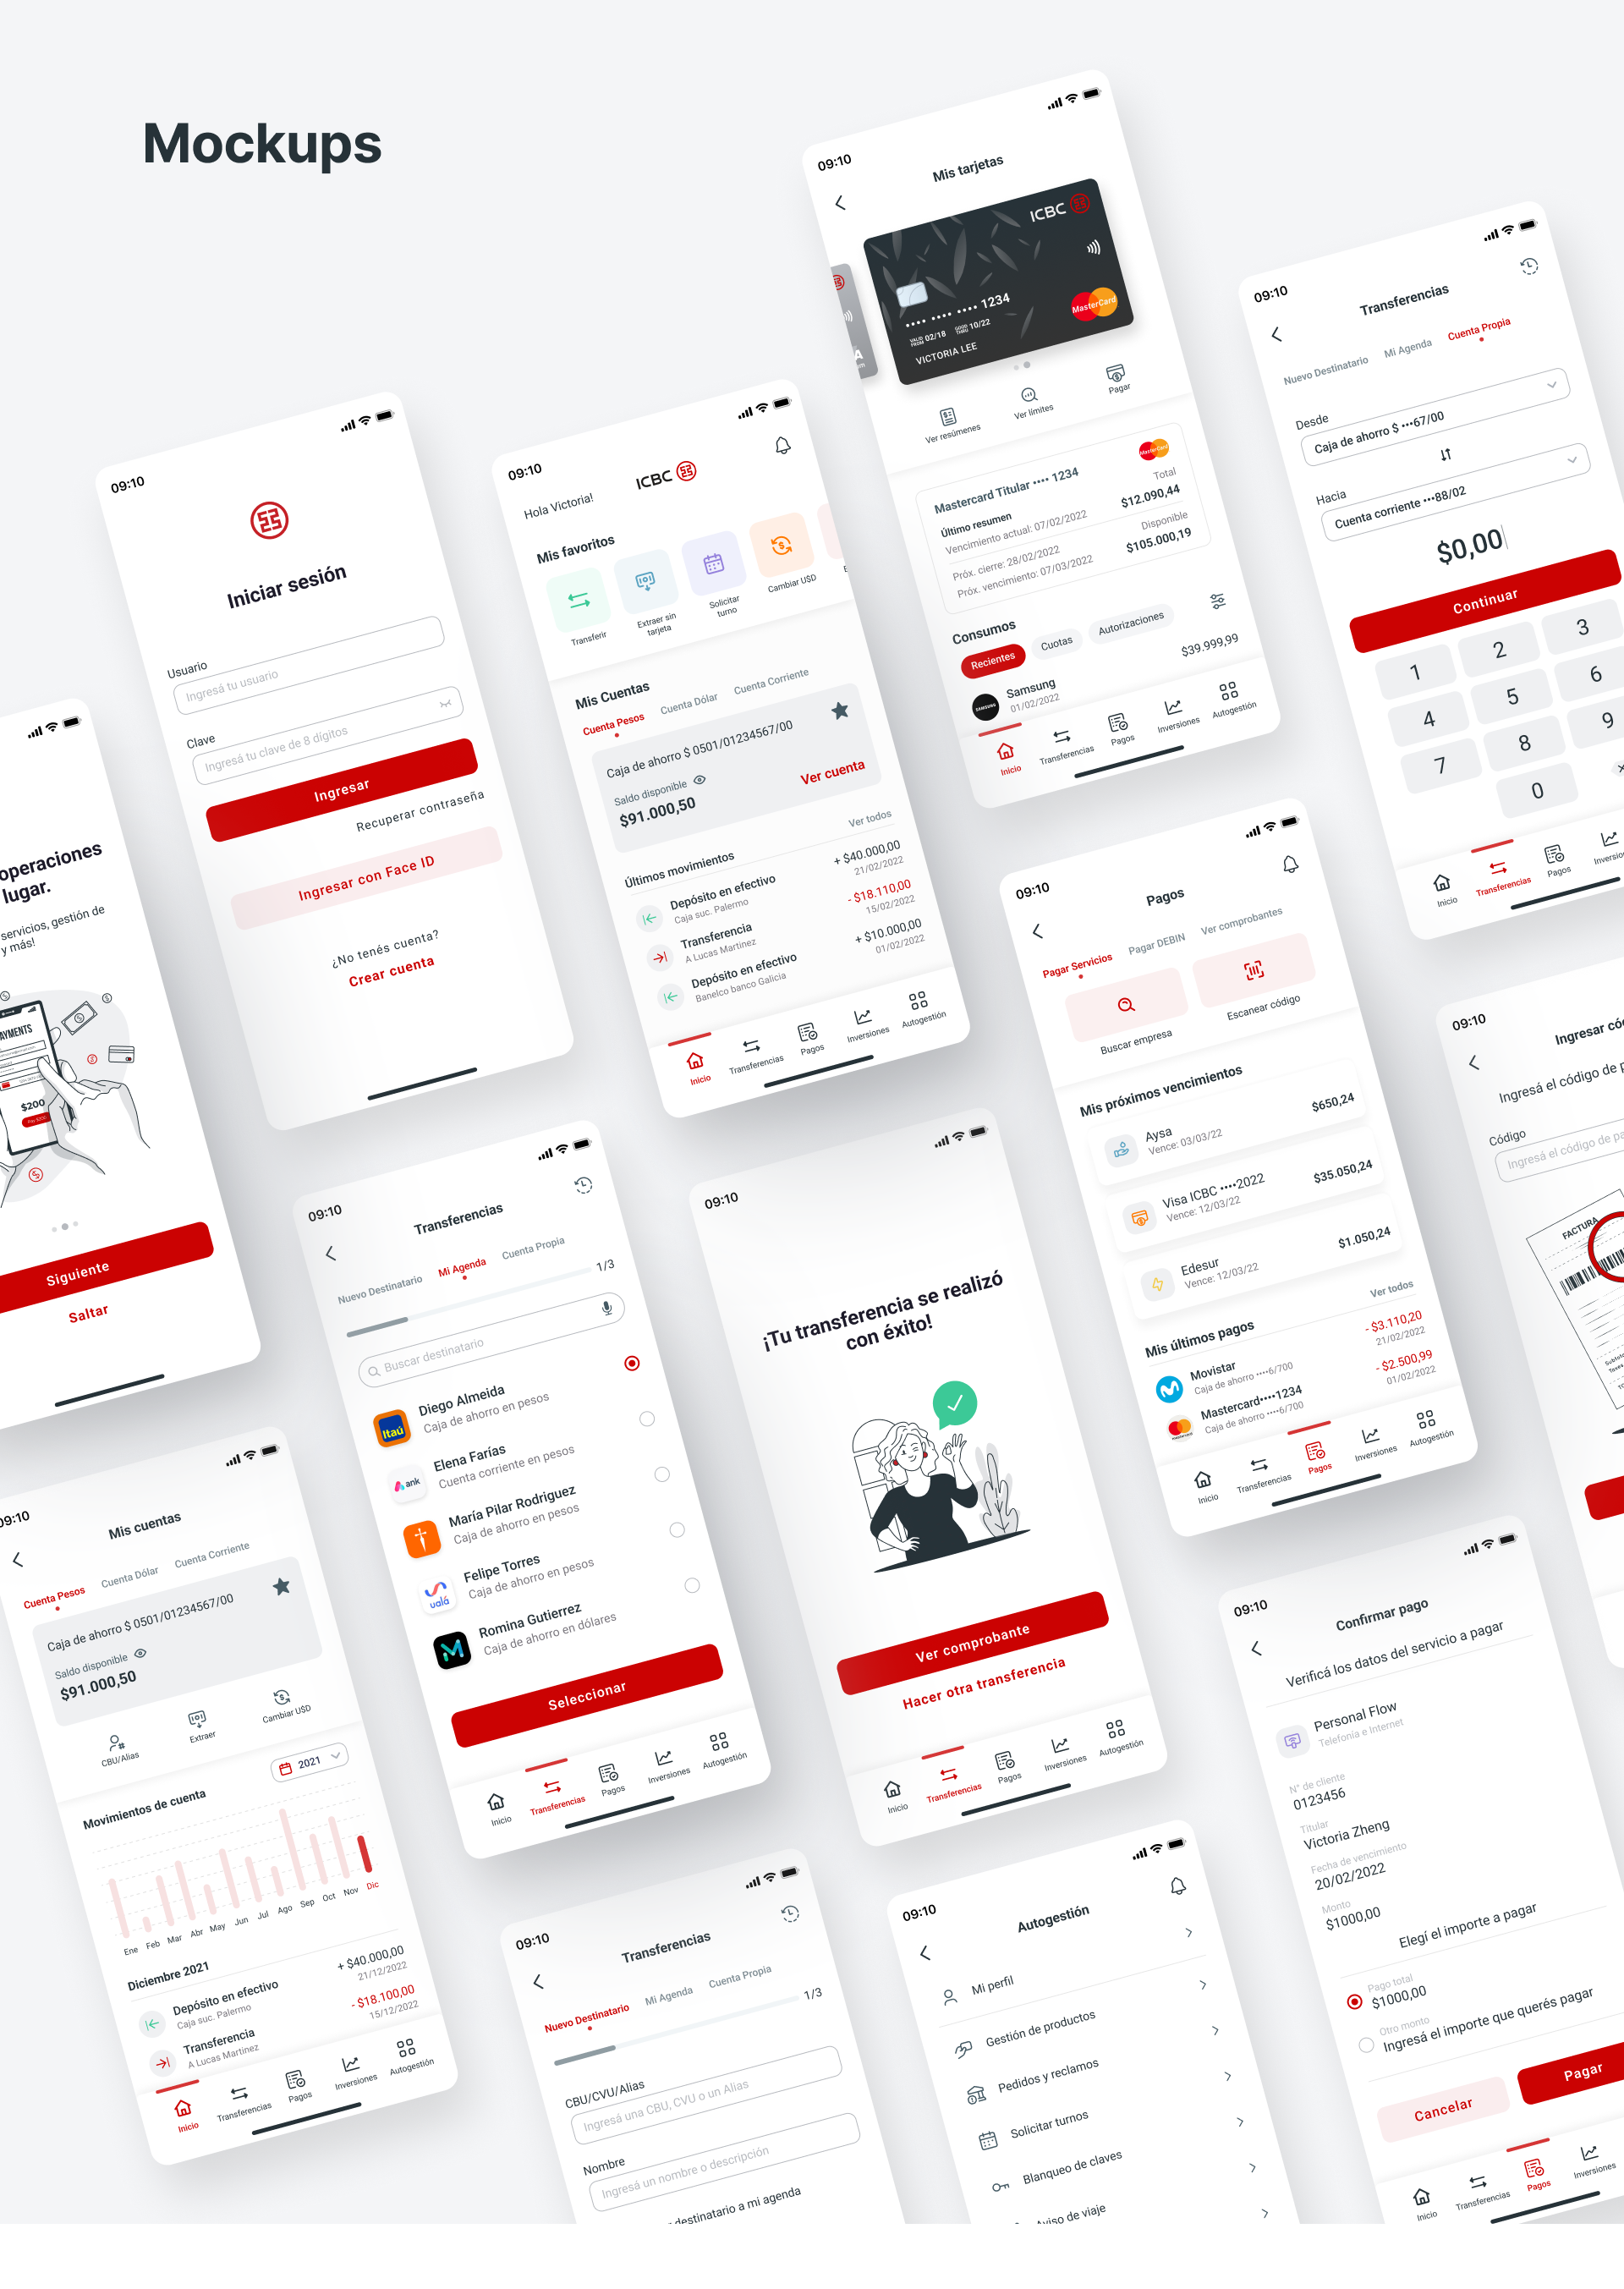 Mockups
09:10
Mis tarjetas
ICBC
•••• •••• •••• 1234
VALID FROM 02/18 GOOD THRU 10/22
VICTORIA LEE
MasterCard
Ver resúmenes
Ver límites
Pagar
Mastercard Titular •••• 1234
MasterCard
Último resumen
Total
Vencimiento actual: 07/02/2022
$12.090,44
Próx. cierre: 28/02/2022
Disponible
Próx. vencimiento: 07/03/2022
$105.000,19
Consumos
Recientes
Cuotas
Autorizaciones
Samsung
$39.999,99
01/02/2022
SAMSUNG
Inicio
Transferencias
Pagos
Inversiones
Autogestión
09:10
Transferencias
Nuevo Destinatario
Mi Agenda
Cuenta Propia
Desde
Caja de ahorro $ •••67/00
Hacia
Cuenta corriente •••88/02
$0,00
Continuar
1
2
3
4
5
6
7
8
9
0
Inicio
Transferencias
Pagos
09:10
Iniciar sesión
Usuario
Ingresá tu usuario
Clave
Ingresá tu clave de 8 dígitos
Ingresar
Recuperar contraseña
Ingresar con Face ID
¿No tenés cuenta?
Crear cuenta
09:10
Hola Victoria!
ICBC
Mis favoritos
Transferir
Extraer sin tarjeta
Solicitar turno
Cambiar U$D
E
Mis Cuentas
Cuenta Pesos
Cuenta Dólar
Cuenta Corriente
Caja de ahorro $ 0501/01234567/00
Saldo disponible
$91.000,50
Ver cuenta
Últimos movimientos
Ver todos
Depósito en efectivo
+ $40.000,00
Caja suc. Palermo
21/02/2022
Transferencia
- $18.110,00
A Lucas Martinez
15/02/2022
Depósito en efectivo
+ $10.000,00
Banelco banco Galicia
01/02/2022
Inicio
Transferencias
Pagos
Inversiones
Autogestión
operaciones
lugar.
servicios, gestión de
y más!
$200
Siguiente
Saltar
09:10
Pagos
Pagar Servicios
Pagar DEBIN
Ver comprobantes
Buscar empresa
Escanear código
Mis próximos vencimientos
Aysa
$650,24
Vence: 03/03/22
Visa ICBC ••••2022
$35.050,24
Vence: 12/03/22
Edesur
$1.050,24
Vence: 12/03/22
Mis últimos pagos
Ver todos
Movistar
- $3.110,20
Caja de ahorro ••••6/700
21/02/2022
Mastercard••••1234
- $2.500,99
Caja de ahorro ••••6/700
01/02/2022
Inicio
Transferencias
Pagos
Inversiones
Autogestión
09:10
Ingresá el código de
Código
Ingresá el código de
FACTURA
09:10
Transferencias
Nuevo Destinatario
Mi Agenda
Cuenta Propia
1/3
Buscar destinatario
Itaú
Diego Almeida
Caja de ahorro en pesos
ank
Elena Farías
Cuenta corriente en pesos
María Pilar Rodriguez
Caja de ahorro en pesos
ualá
Felipe Torres
Caja de ahorro en pesos
Romina Gutierrez
Caja de ahorro en dólares
Seleccionar
Inicio
Transferencias
Pagos
Inversiones
Autogestión
09:10
¡Tu transferencia se realizó
con éxito!
Ver comprobante
Hacer otra transferencia
Inicio
Transferencias
Pagos
Inversiones
Autogestión
09:10
Mis cuentas
Cuenta Pesos
Cuenta Dólar
Cuenta Corriente
Caja de ahorro $ 0501/01234567/00
Saldo disponible
$91.000,50
CBU/Alias
Extraer
Cambiar U$D
Movimientos de cuenta
2021
Ene
Feb
Mar
Abr
May
Jun
Jul
Ago
Sep
Oct
Nov
Dic
Diciembre 2021
Depósito en efectivo
+ $40.000,00
Caja suc. Palermo
21/12/2022
Transferencia
- $18.100,00
A Lucas Martinez
15/12/2022
Inicio
Transferencias
Pagos
Inversiones
Autogestión
09:10
Confirmar pago
Verificá los datos del servicio a pagar
Personal Flow
Telefonía e Internet
N° de cliente
0123456
Titular
Victoria Zheng
Fecha de vencimiento
20/02/2022
Monto
$1000,00
Elegí el importe a pagar
Pago total
$1000,00
Otro monto
Ingresá el importe que querés pagar
Cancelar
Pagar
Inicio
Transferencias
Pagos
Inversiones
09:10
Transferencias
Nuevo Destinatario
Mi Agenda
Cuenta Propia
1/3
CBU/CVU/Alias
Ingresá una CBU, CVU o un Alias
Nombre
Ingresá un nombre o descripción
destinatario a mi agenda
09:10
Autogestión
Mi perfil
Gestión de productos
Pedidos y reclamos
Solicitar turnos
Blanqueo de claves
Aviso de viaje